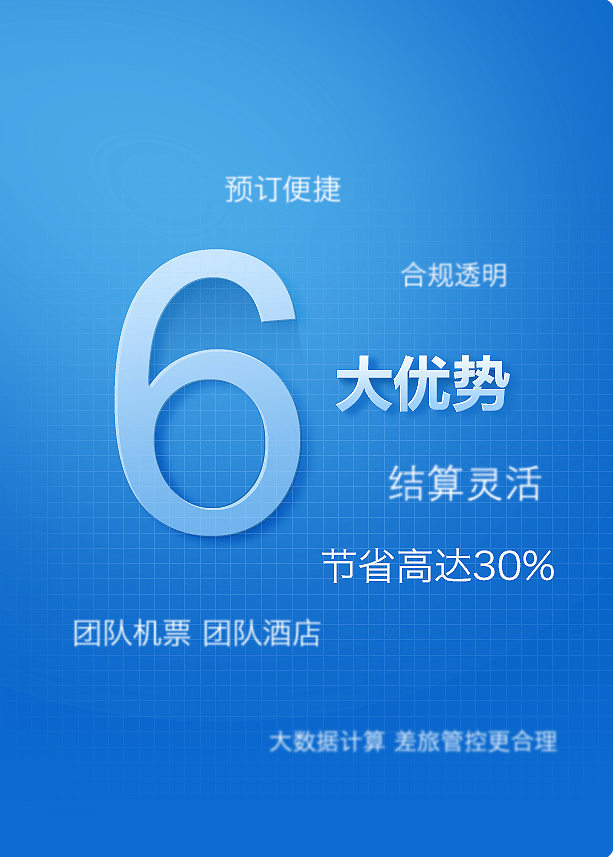 预订便捷
合规透明
6
大优势
结算灵活
节省高达30%
团队机票 团队酒店
大数据计算 差旅管控更合理